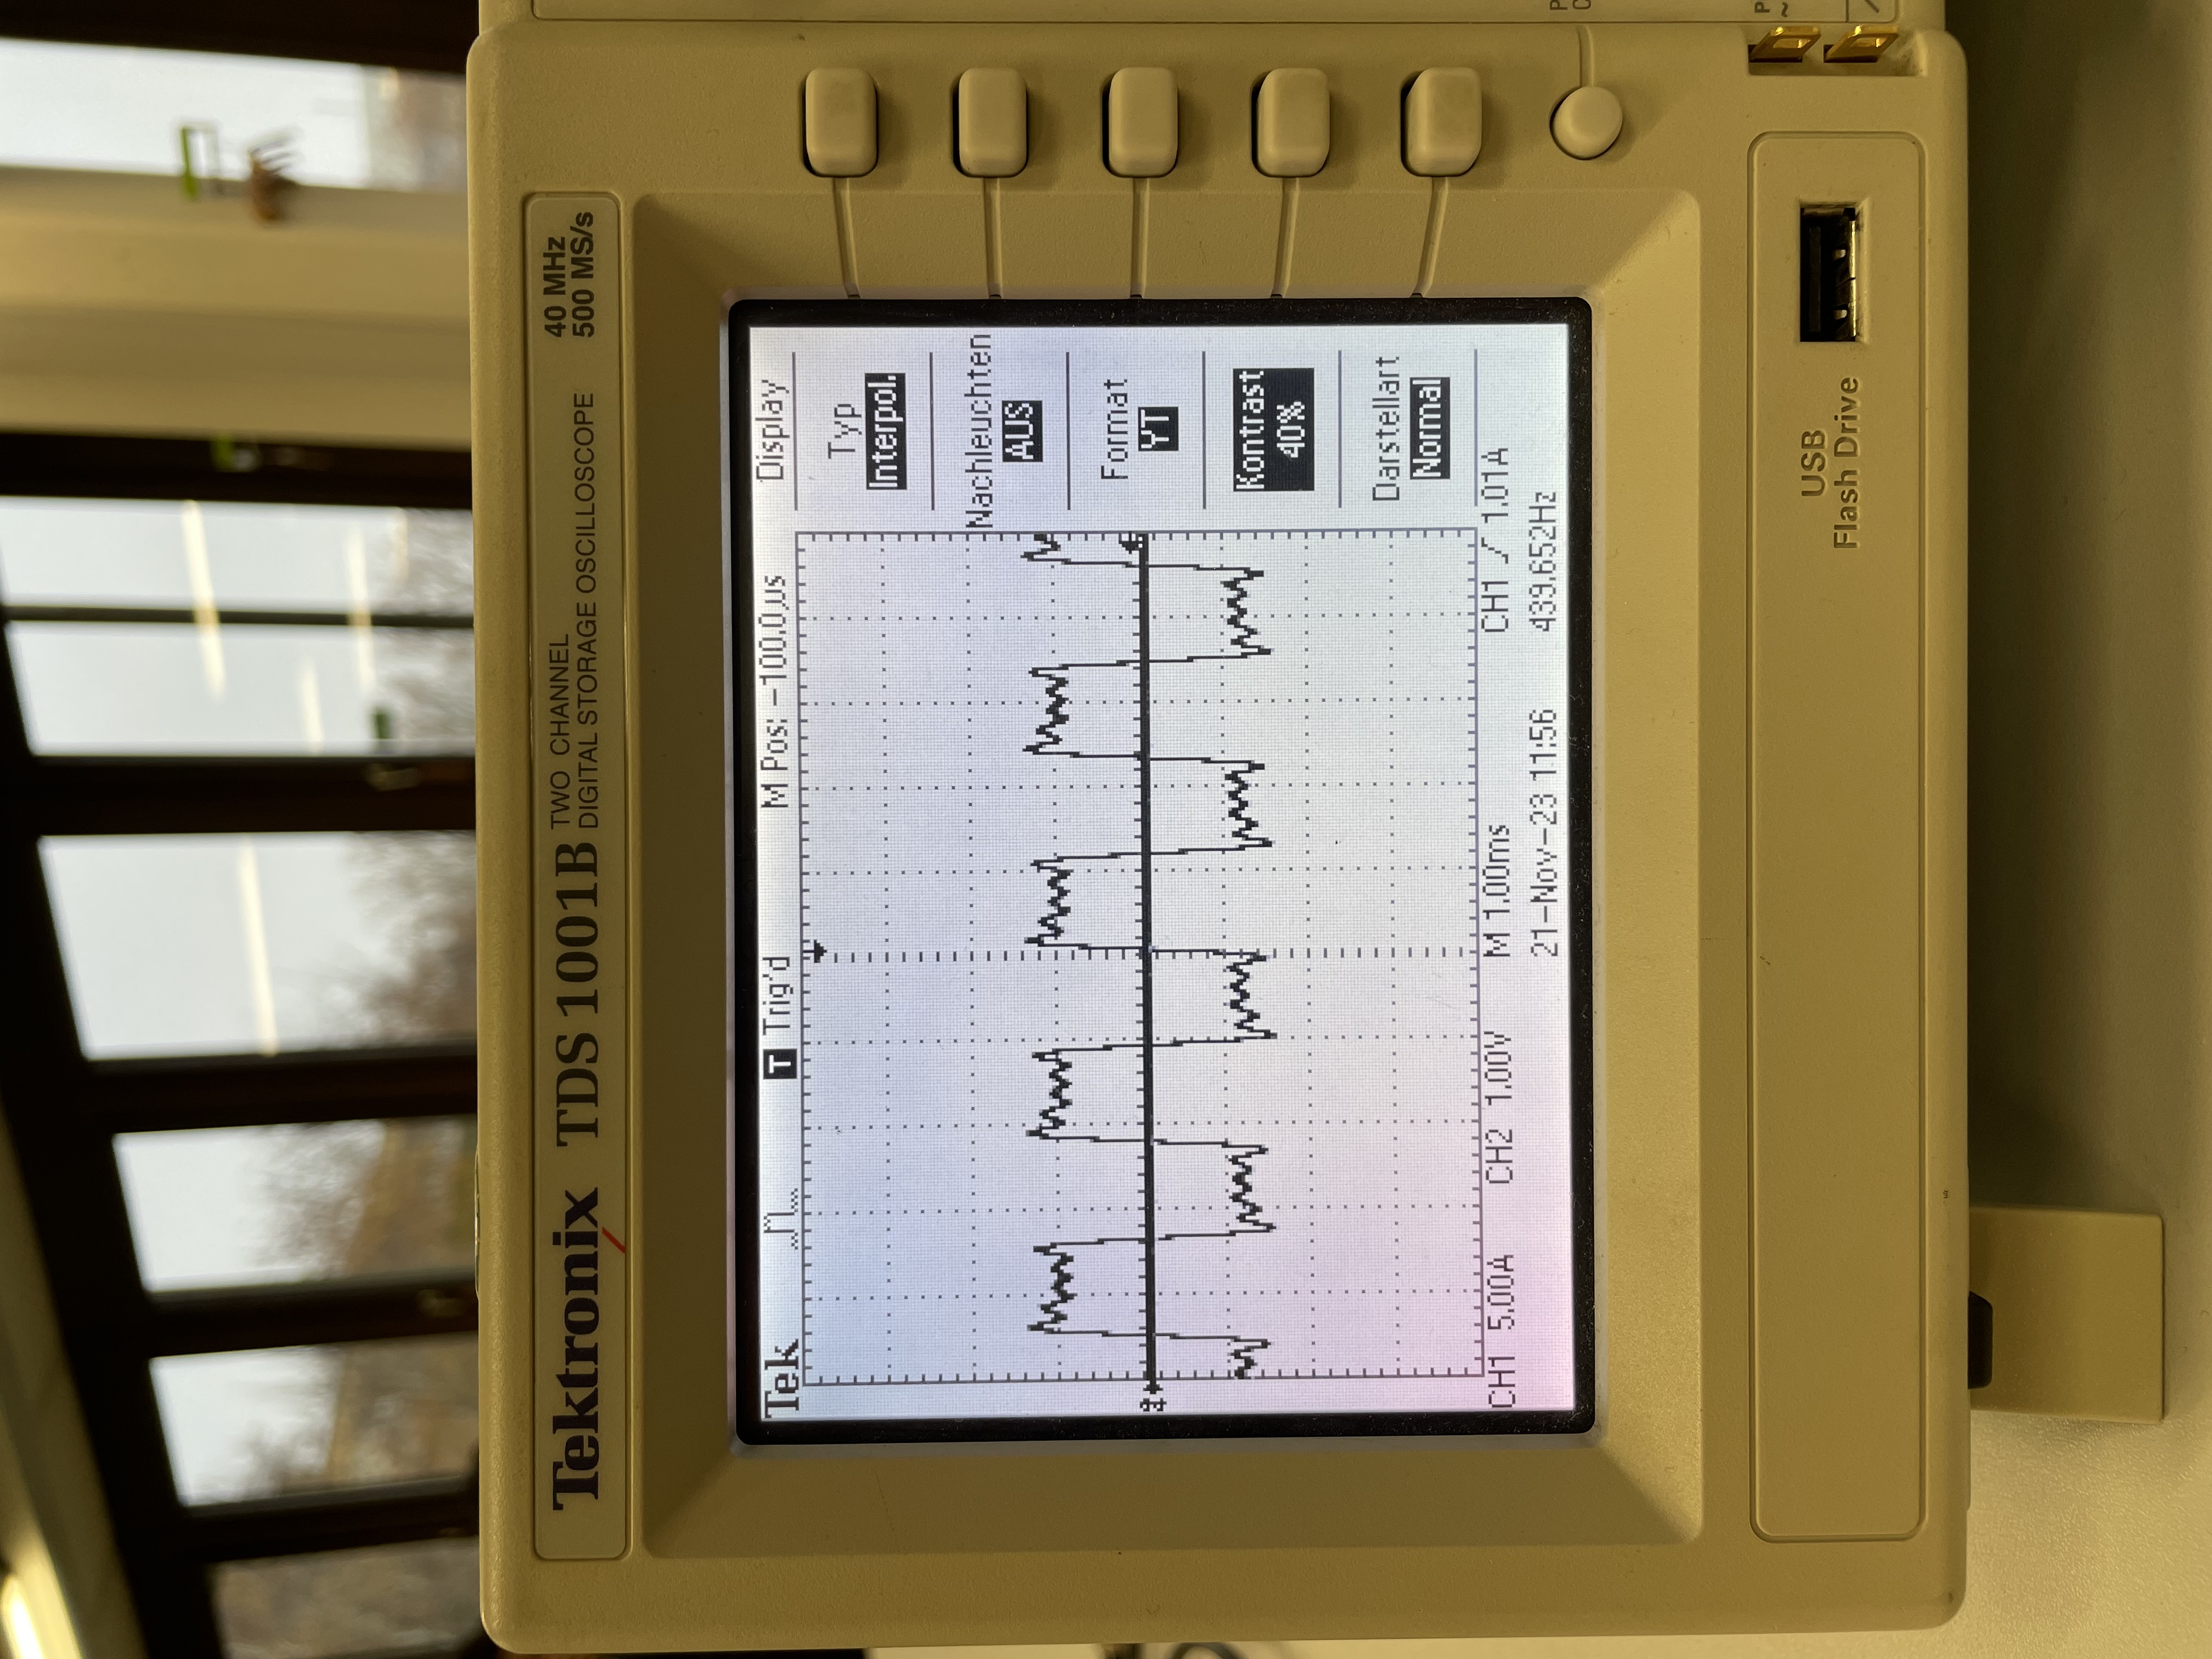 Tektronix TDS 1001B TWO CHANNEL DIGITAL STORAGE OSCILLOSCOPE 40 MHz 500 MS/s
Tek T Trig'd M Pos: -100.0µs Display
Typ
Interpol.
Nachleuchten
AUS
Format
YT
Kontrast
40%
Darstellart
Normal
CH1 5.00A CH2 1.00V M 1.00ms CH1 1.01A
21-Nov-23 11:56 439.652Hz
USB
Flash Drive